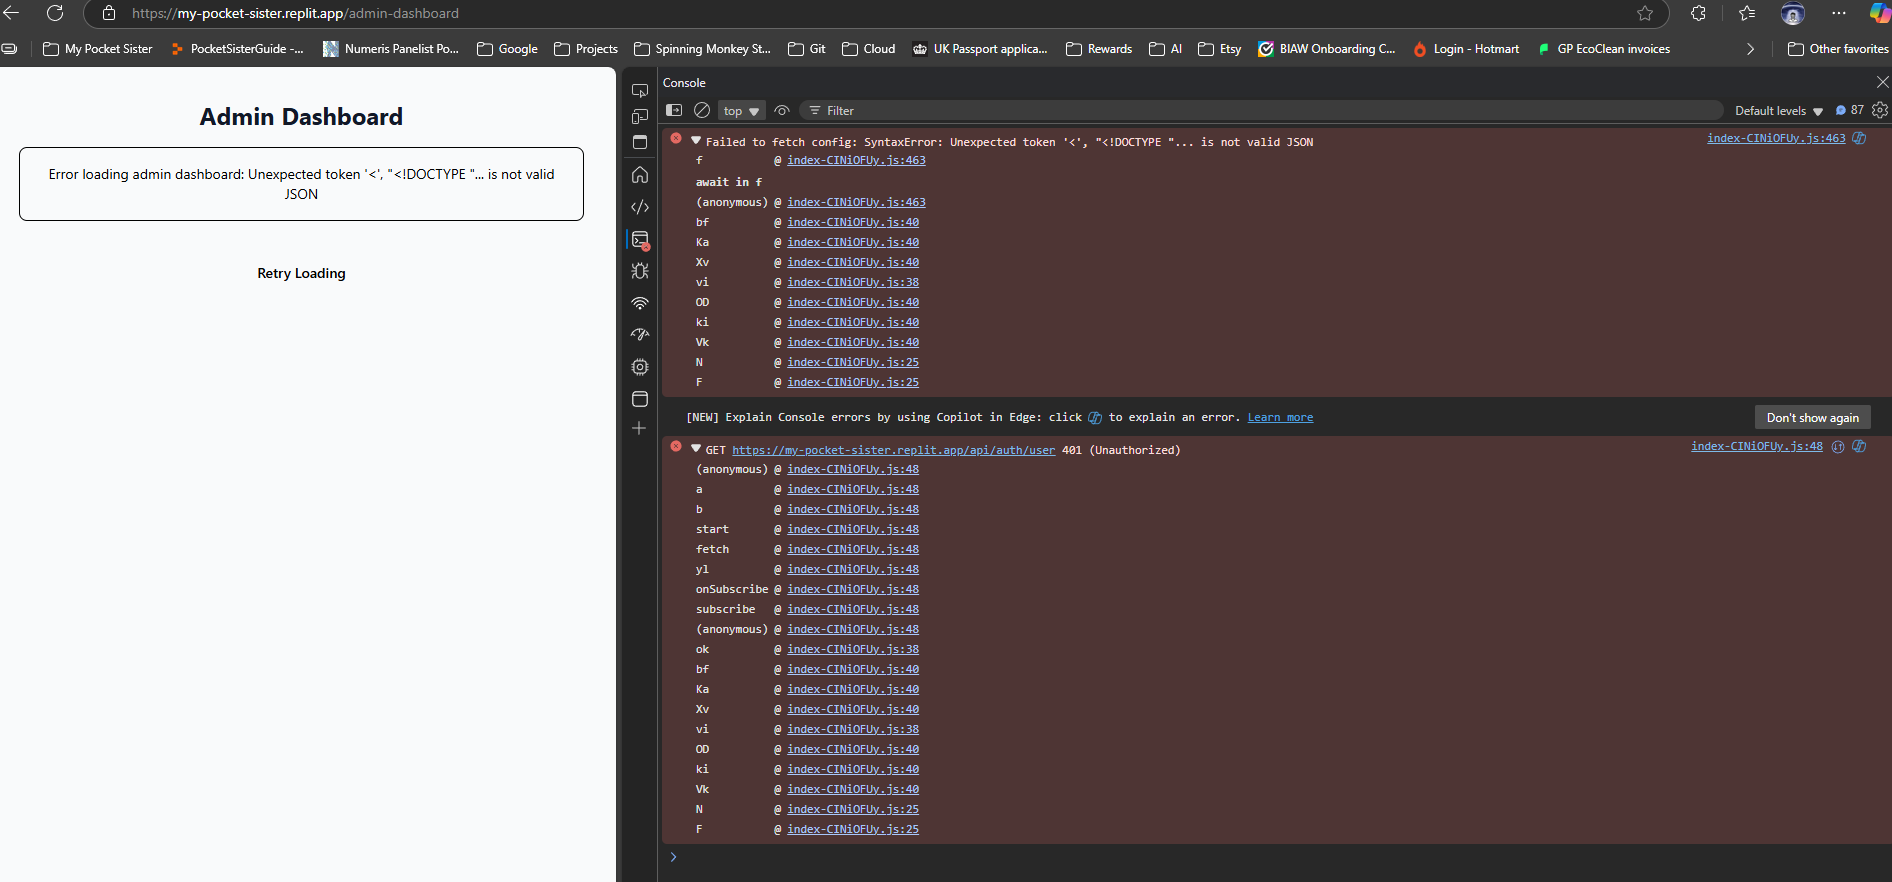 https://my-pocket-sister.replit.app/admin-dashboard
My Pocket Sister
PocketSisterGuide -...
Numeris Panelist Po...
Google
Projects
Spinning Monkey St...
Git
Cloud
UK Passport applica...
Rewards
AI
Etsy
BIAW Onboarding C...
Login - Hotmart
GP EcoClean invoices
Other favorites
Admin Dashboard
Error loading admin dashboard: Unexpected token '<', "<!DOCTYPE "... is not valid
JSON
Retry Loading
Console
top
Filter
Default levels
87
Failed to fetch config: SyntaxError: Unexpected token '<', "<!DOCTYPE "... is not valid JSON
index-CINiOFUy.js:463
f @ index-CINiOFUy.js:463
await in f
(anonymous) @ index-CINiOFUy.js:463
bf @ index-CINiOFUy.js:40
Ka @ index-CINiOFUy.js:40
Xv @ index-CINiOFUy.js:40
vi @ index-CINiOFUy.js:38
OD @ index-CINiOFUy.js:40
ki @ index-CINiOFUy.js:40
Vk @ index-CINiOFUy.js:40
N @ index-CINiOFUy.js:25
F @ index-CINiOFUy.js:25
[NEW] Explain Console errors by using Copilot in Edge: click to explain an error. Learn more
Don't show again
GET https://my-pocket-sister.replit.app/api/auth/user 401 (Unauthorized)
index-CINiOFUy.js:48
(anonymous) @ index-CINiOFUy.js:48
a @ index-CINiOFUy.js:48
b @ index-CINiOFUy.js:48
start @ index-CINiOFUy.js:48
fetch @ index-CINiOFUy.js:48
yl @ index-CINiOFUy.js:48
onSubscribe @ index-CINiOFUy.js:48
subscribe @ index-CINiOFUy.js:48
(anonymous) @ index-CINiOFUy.js:48
ok @ index-CINiOFUy.js:38
bf @ index-CINiOFUy.js:40
Ka @ index-CINiOFUy.js:40
Xv @ index-CINiOFUy.js:40
vi @ index-CINiOFUy.js:38
OD @ index-CINiOFUy.js:40
ki @ index-CINiOFUy.js:40
Vk @ index-CINiOFUy.js:40
N @ index-CINiOFUy.js:25
F @ index-CINiOFUy.js:25